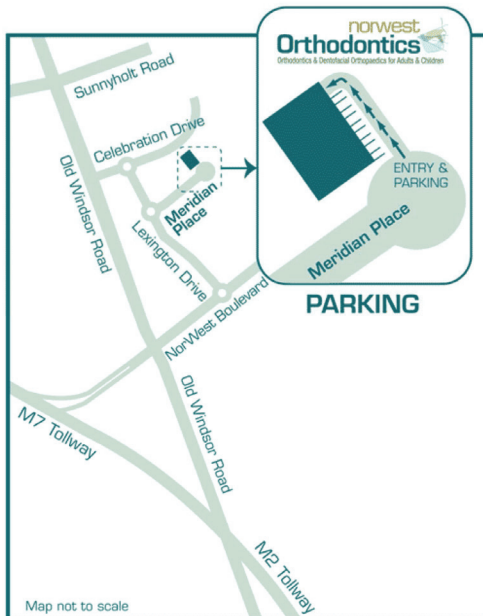 norwest
Orthodontics
Orthodontics & Dentofacial Orthopaedics for Adults & Children
Sunnyholt Road
Celebration Drive
Old Windsor Road
Meridian
Place
Lexington Drive
ENTRY &
PARKING
Meridian Place
NorWest Boulevard
PARKING
Old Windsor Road
M7 Tollway
M2 Tollway
Map not to scale